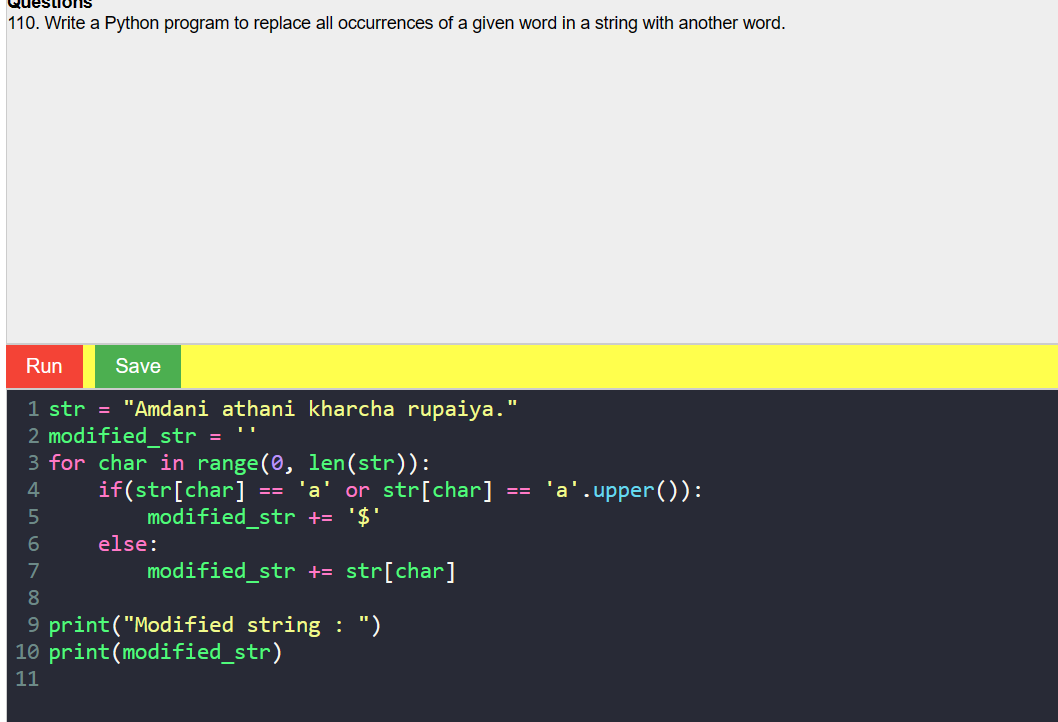 Questions
110. Write a Python program to replace all occurrences of a given word in a string with another word.
Run Save
1 str = "Amdani athani kharcha rupaiya."
2 modified_str = ''
3 for char in range(0, len(str)):
4     if(str[char] == 'a' or str[char] == 'a'.upper()):
5         modified_str += '$'
6     else:
7         modified_str += str[char]
8
9 print("Modified string : ")
10 print(modified_str)
11